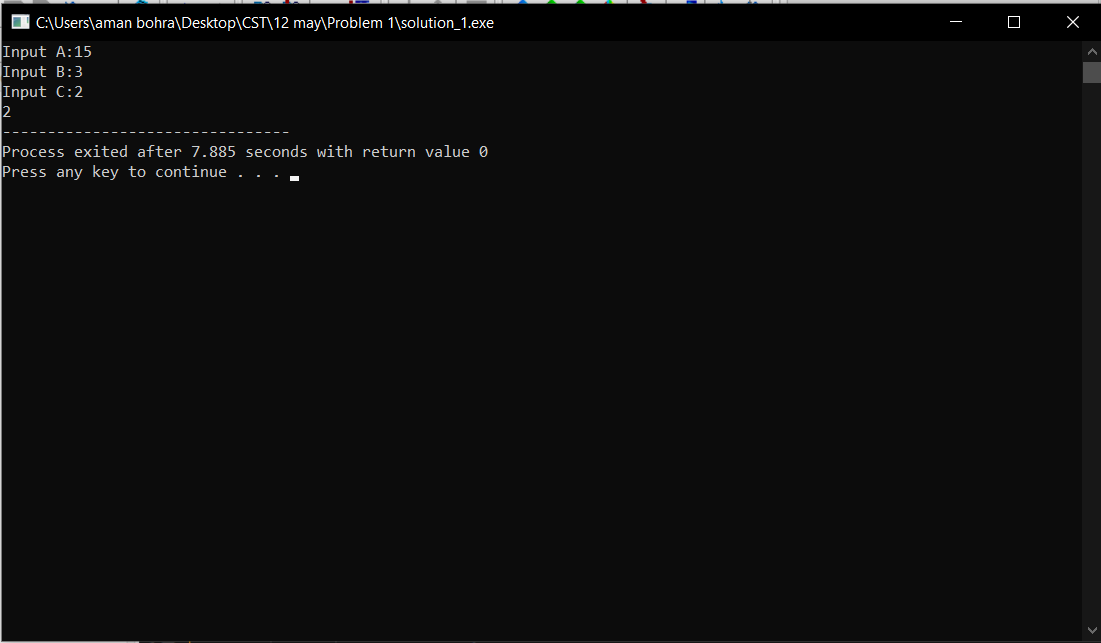 C:\Users\aman bohra\Desktop\CST\12 may\Problem 1\solution_1.exe
Input A:15
Input B:3
Input C:2
2
--------------------------------
Process exited after 7.885 seconds with return value 0
Press any key to continue . . .